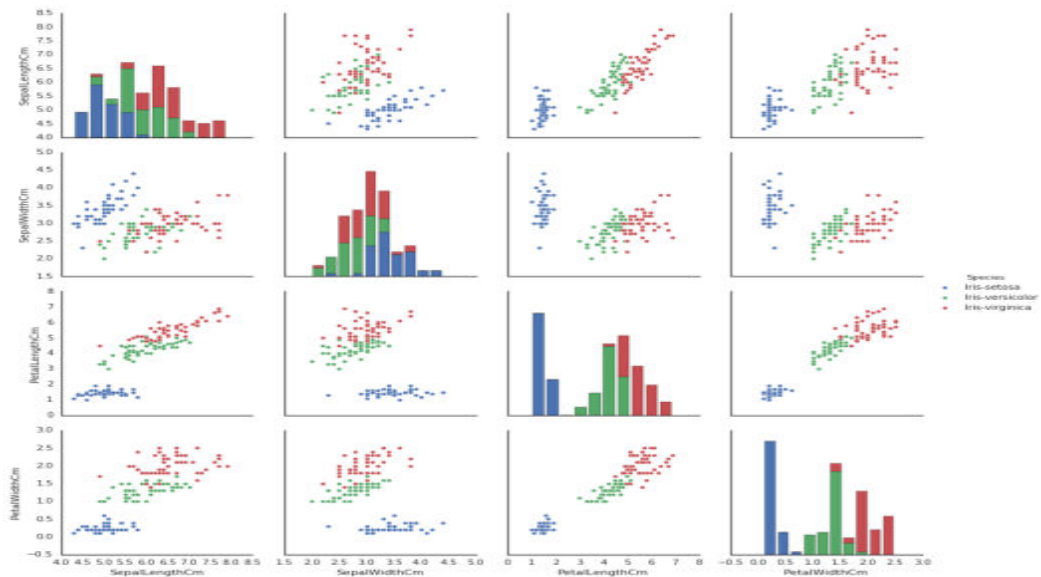 8.5
8.0
7.5
7.0
6.5
6.0
5.5
5.0
4.5
4.0
SepalLengthCm
5.0
4.5
4.0
3.5
3.0
2.5
2.0
1.5
SepalWidthCm
8
7
6
5
4
3
2
1
0
PetalLengthCm
3.0
2.5
2.0
1.5
1.0
0.5
0.0
−0.5
PetalWidthCm
4.0 4.5 5.0 5.5 6.0 6.5 7.0 7.5 8.0 8.5
SepalLengthCm
1.5 2.0 2.5 3.0 3.5 4.0 4.5 5.0
SepalWidthCm
0 1 2 3 4 5 6 7 8
PetalLengthCm
−0.5 0.0 0.5 1.0 1.5 2.0 2.5 3.0
PetalWidthCm
Species
Iris-setosa
Iris-versicolor
Iris-virginica